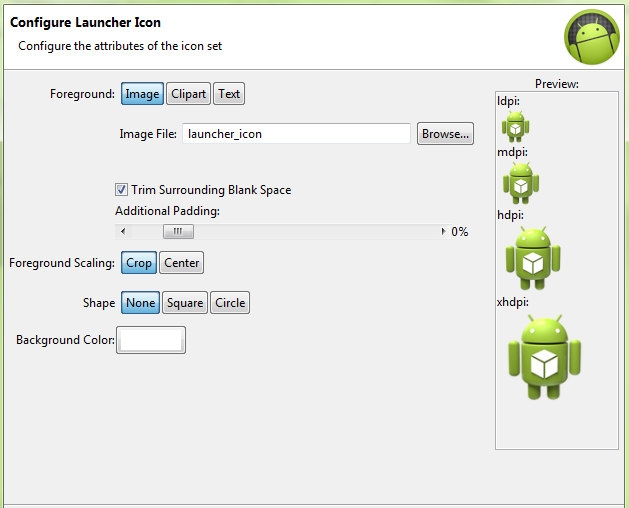 Configure Launcher Icon
Configure the attributes of the icon set
Foreground: Image Clipart Text
Preview:
ldpi:
Image File: launcher_icon Browse...
mdpi:
Trim Surrounding Blank Space
Additional Padding:
hdpi:
0%
Foreground Scaling: Crop Center
Shape None Square Circle
xhdpi:
Background Color: